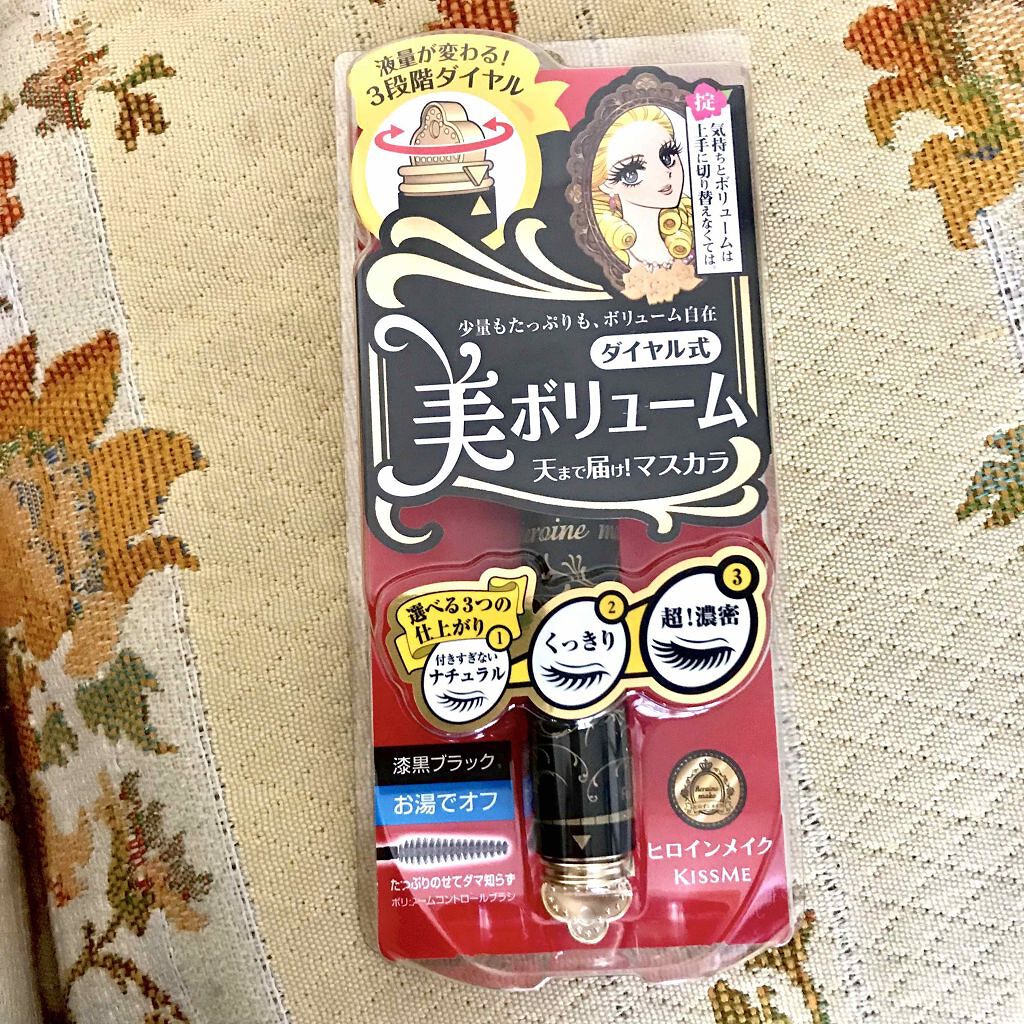 液量が変わる!
3段階ダイヤル
掟
気持ちとボリュームは
上手に切り替えなくては。
少量もたっぷりも、ボリューム自在
ダイヤル式
美ボリューム
天まで届け!マスカラ
選べる3つの
仕上がり
1
付きすぎない
ナチュラル
2
くっきり
3
超!濃密
漆黒ブラック
お湯でオフ
たっぷりのせてダマ知らず
ボリュームコントロールブラシ
heroine
make
ヒロインメイク
KISSME